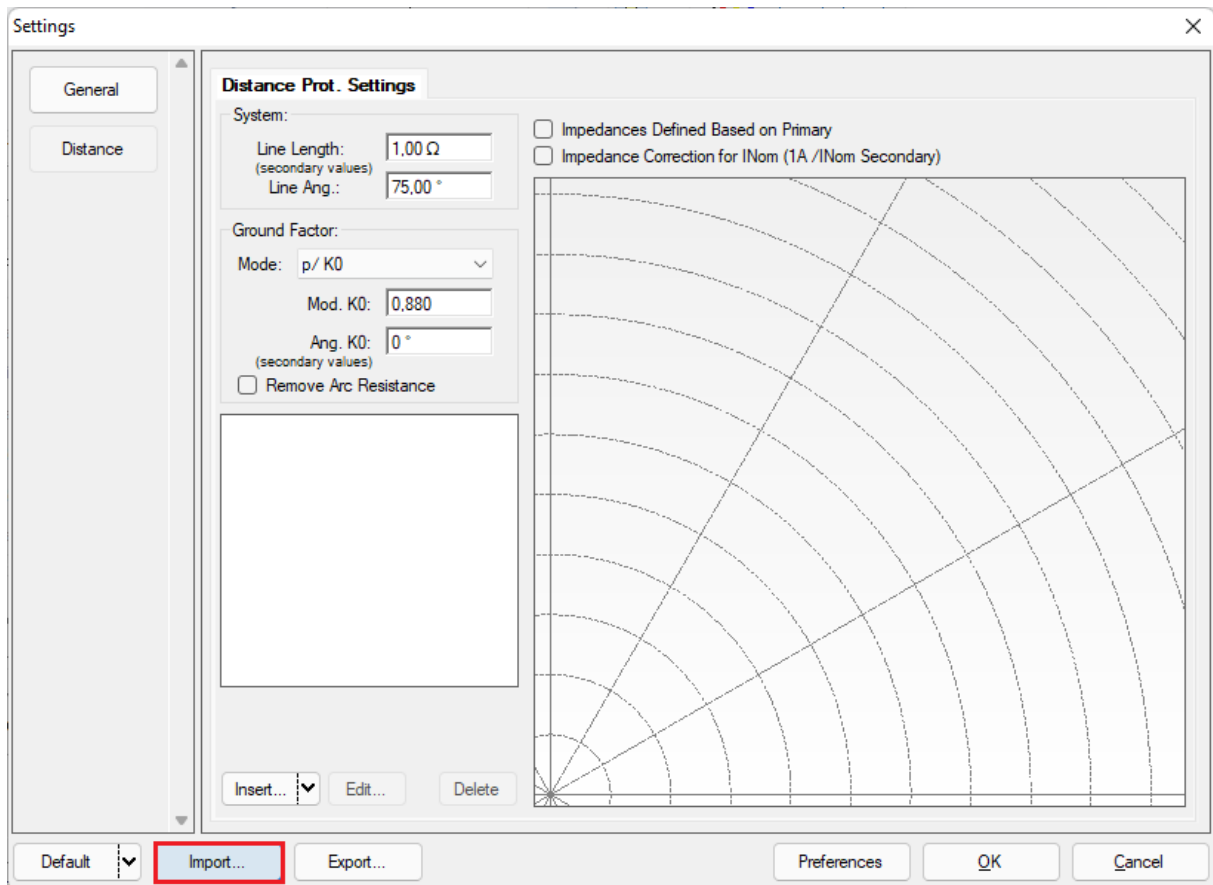 Settings
General
Distance
Distance Prot. Settings
System:
Line Length: 1,00 Ω
(secondary values)
Line Ang.: 75,00 °
Ground Factor:
Mode: p/ K0
Mod. K0: 0,880
Ang. K0: 0 °
(secondary values)
Remove Arc Resistance
Impedances Defined Based on Primary
Impedance Correction for INom (1A /INom Secondary)
Insert... Edit... Delete
Default Import... Export... Preferences OK Cancel